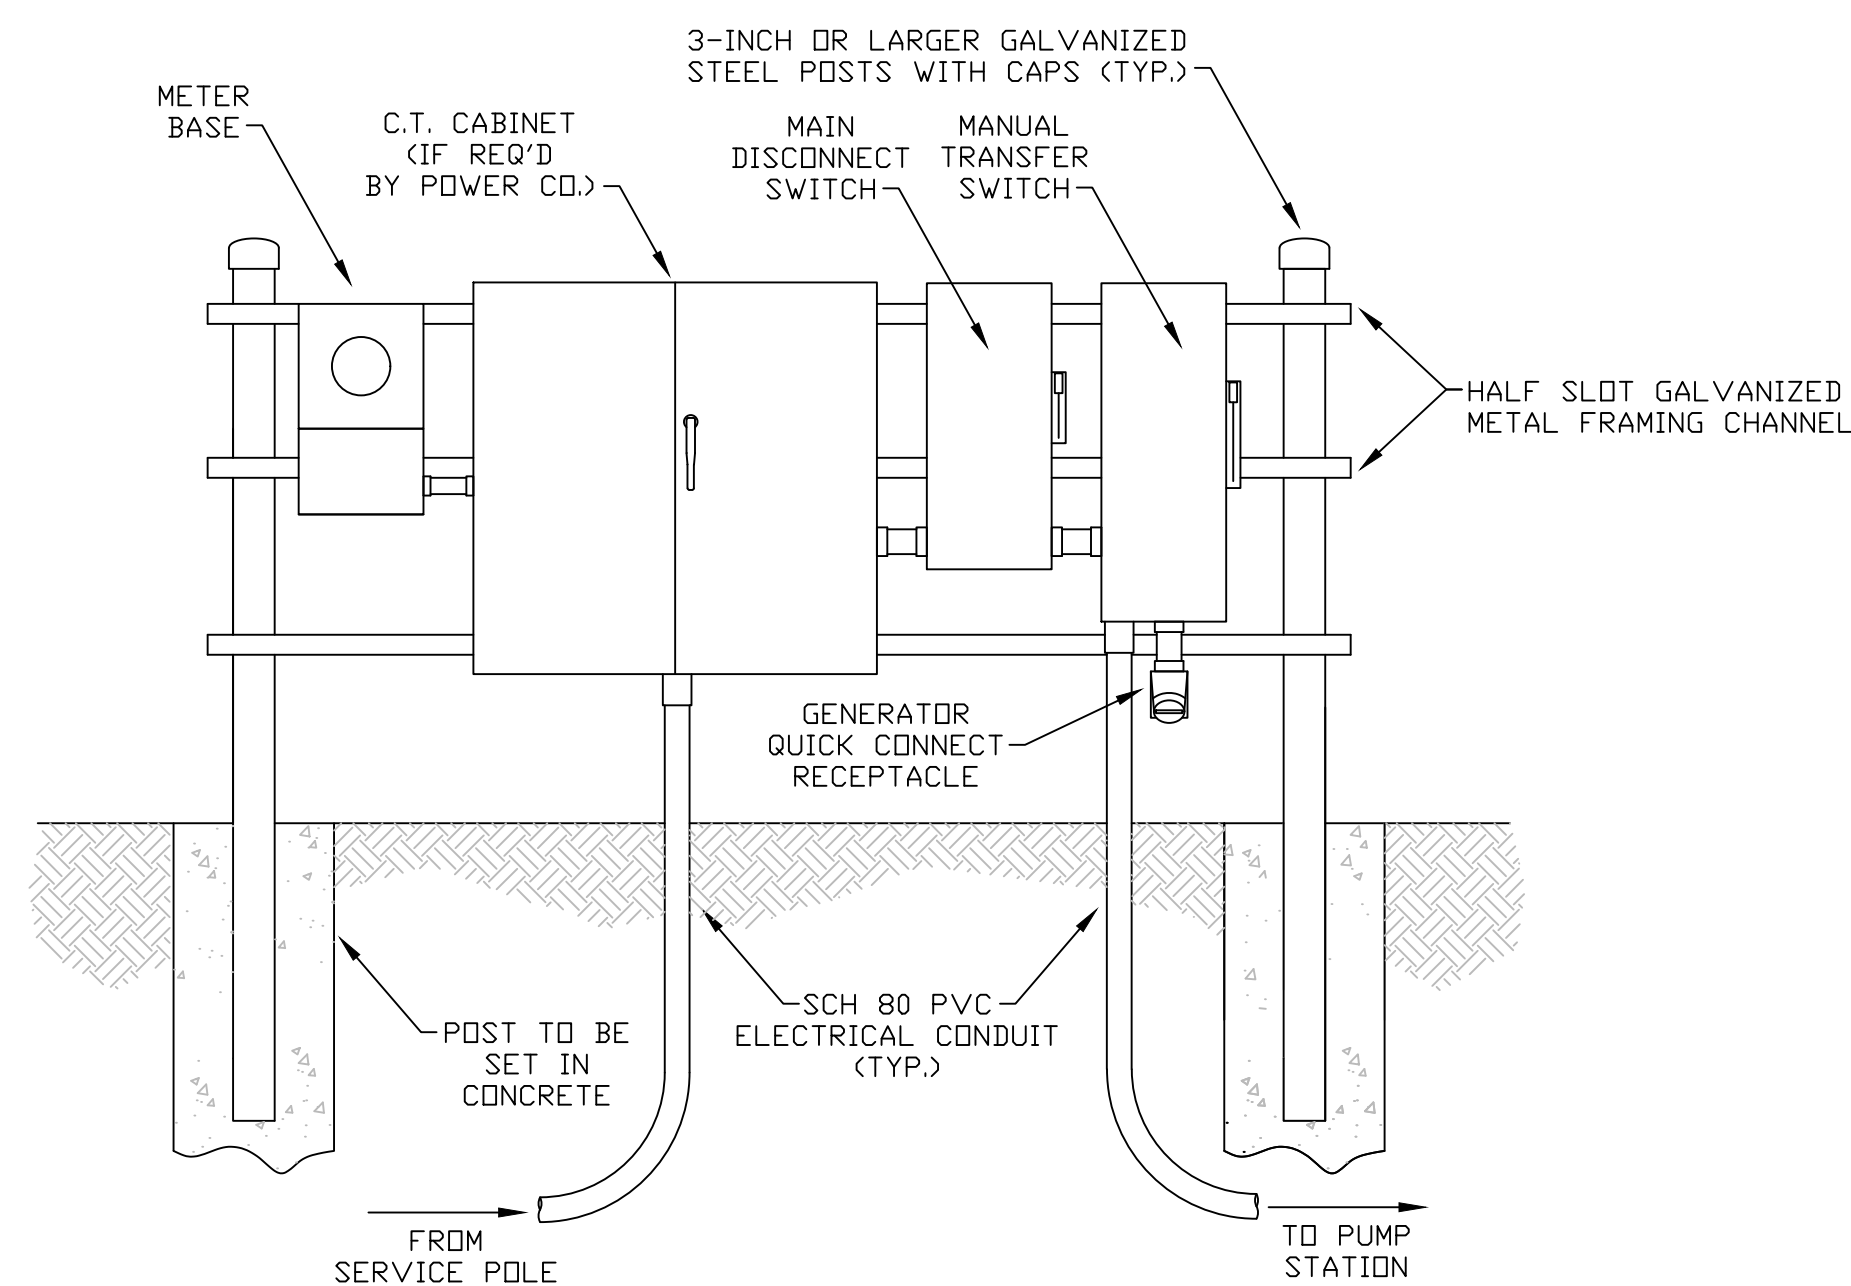 3-INCH OR LARGER GALVANIZED
STEEL POSTS WITH CAPS (TYP.)
METER
BASE
C.T. CABINET
(IF REQ'D
BY POWER CO.)
MAIN
DISCONNECT
SWITCH
MANUAL
TRANSFER
SWITCH
HALF SLOT GALVANIZED
METAL FRAMING CHANNEL
GENERATOR
QUICK CONNECT
RECEPTACLE
SCH 80 PVC
ELECTRICAL CONDUIT
(TYP.)
POST TO BE
SET IN
CONCRETE
FROM
SERVICE POLE
TO PUMP
STATION